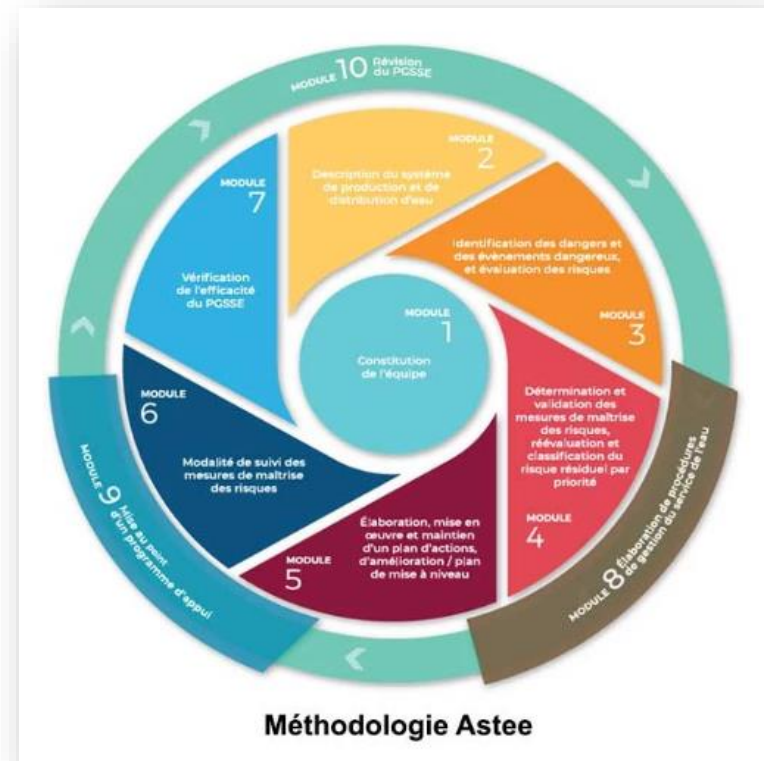 MODULE 10 Révision
du PGSSE
MODULE
2
Description du système
de production et de
distribution d'eau
MODULE
7
Vérification
de l'efficacité
du PGSSE
Identification des dangers et
des évènements dangereux,
et évaluation des risques
MODULE
3
MODULE
1
Constitution
de l'équipe
MODULE
6
Modalité de suivi des
mesures de maîtrise
des risques
Détermination et
validation des
mesures de maîtrise
des risques,
réévaluation et
classification du
risque résiduel par
priorité
MODULE
4
Élaboration, mise en
œuvre et maintien
d'un plan d'actions,
d'amélioration / plan
de mise à niveau
MODULE
5
MODULE 9 Mise au point
d'un programme d'appui
MODULE 8 Élaboration de procédures
de gestion du service de l'eau
Méthodologie Astee